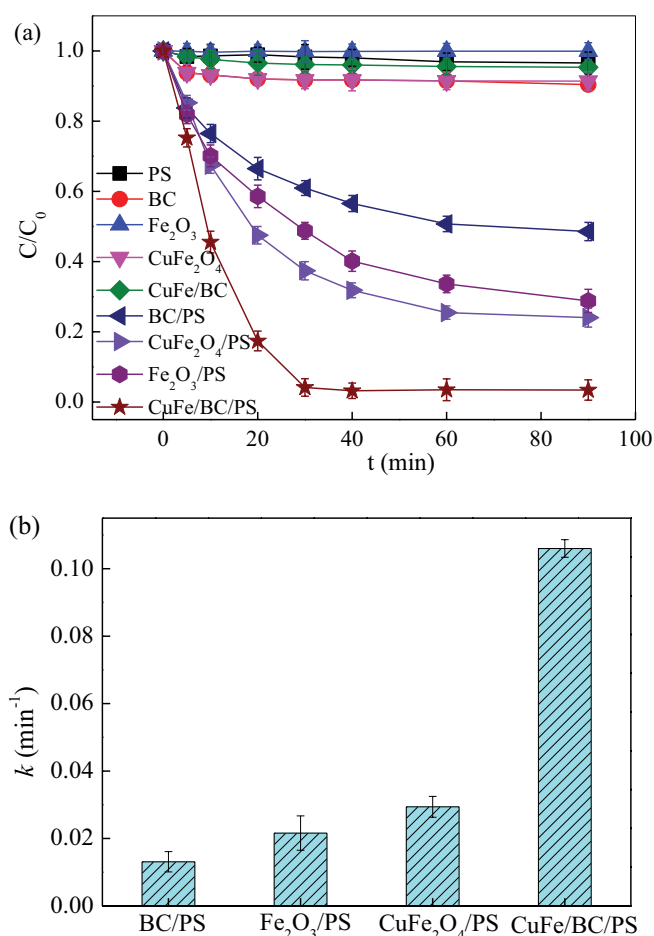 (a)
1.0
0.8
0.6
0.4
0.2
0.0
C/C₀
PS
BC
Fe₂O₃
CuFe₂O₄
CuFe/BC
BC/PS
CuFe₂O₄/PS
Fe₂O₃/PS
CuFe/BC/PS
0 20 40 60 80 100
t (min)
(b)
0.10
0.08
0.06
0.04
0.02
0.00
k (min⁻¹)
BC/PS Fe₂O₃/PS CuFe₂O₄/PS CuFe/BC/PS